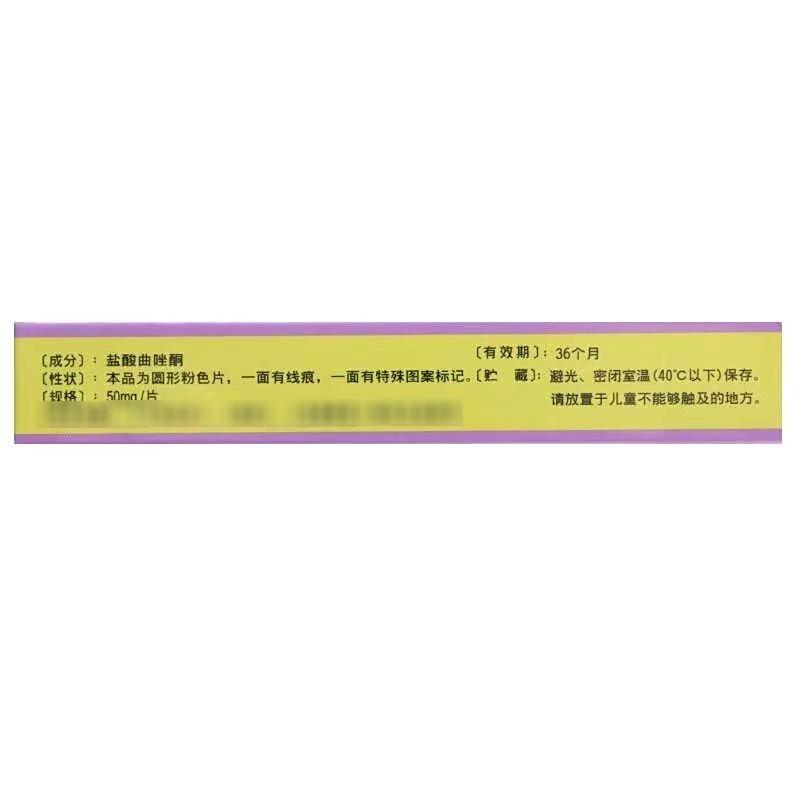 〔成分〕：盐酸曲唑酮
〔性状〕：本品为圆形粉色片，一面有线痕，一面有特殊图案标记。
〔规格〕：50mg/片
〔有效期〕：36个月
〔贮　藏〕：避光、密闭室温(40℃以下)保存。
请放置于儿童不能够触及的地方。